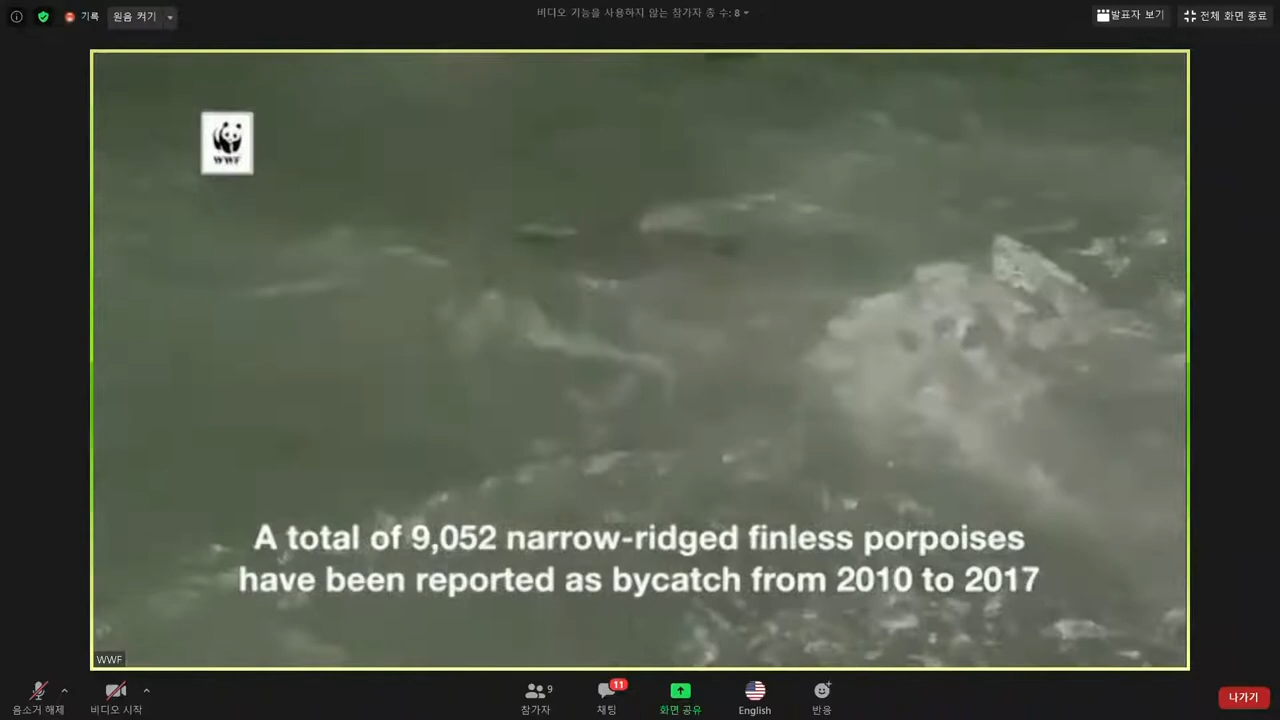 기록
원음 켜기
비디오 기능을 사용하지 않는 참가자 총 수: 8
발표자 보기
전체 화면 종료
WWF
A total of 9,052 narrow-ridged finless porpoises
have been reported as bycatch from 2010 to 2017
WWF
음소거 해제
비디오 시작
9
참가자
11
채팅
화면 공유
English
반응
나가기